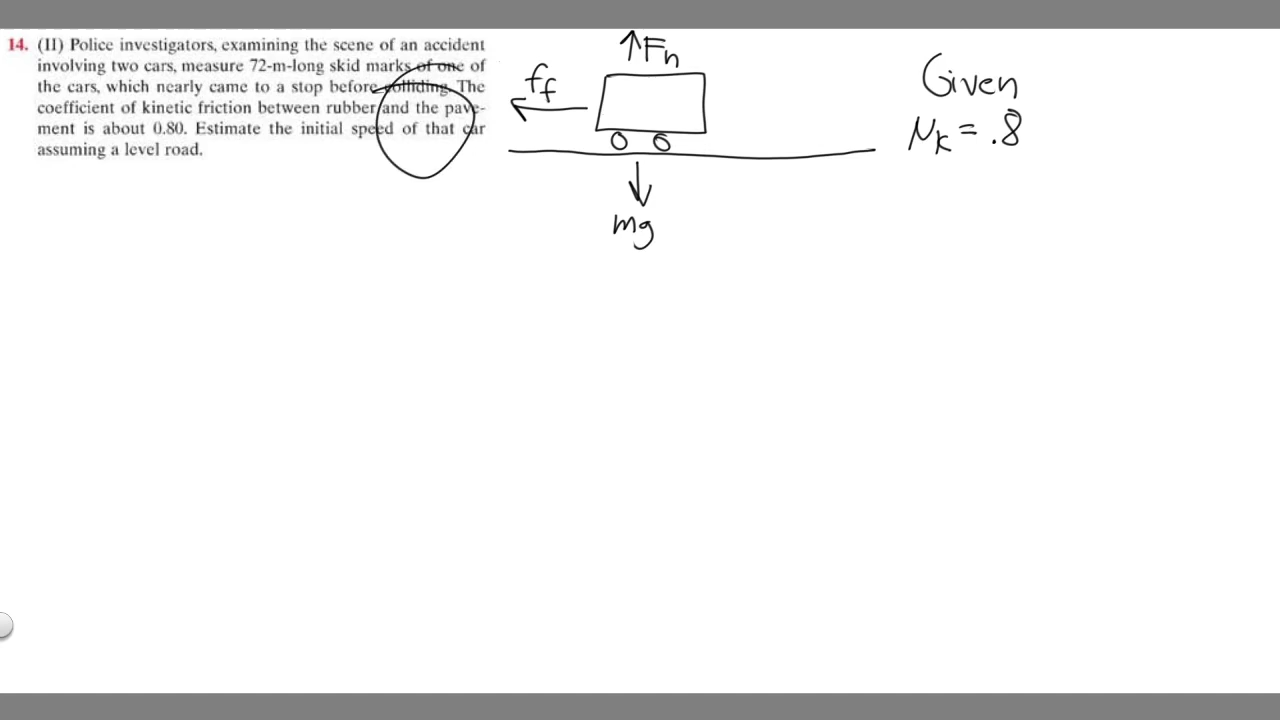 14. (II) Police investigators, examining the scene of an accident
involving two cars, measure 72-m-long skid marks of one of
the cars, which nearly came to a stop before colliding. The
coefficient of kinetic friction between rubber and the pave-
ment is about 0.80. Estimate the initial speed of that car
assuming a level road.
Fn
ff
mg
Given
μk = .8